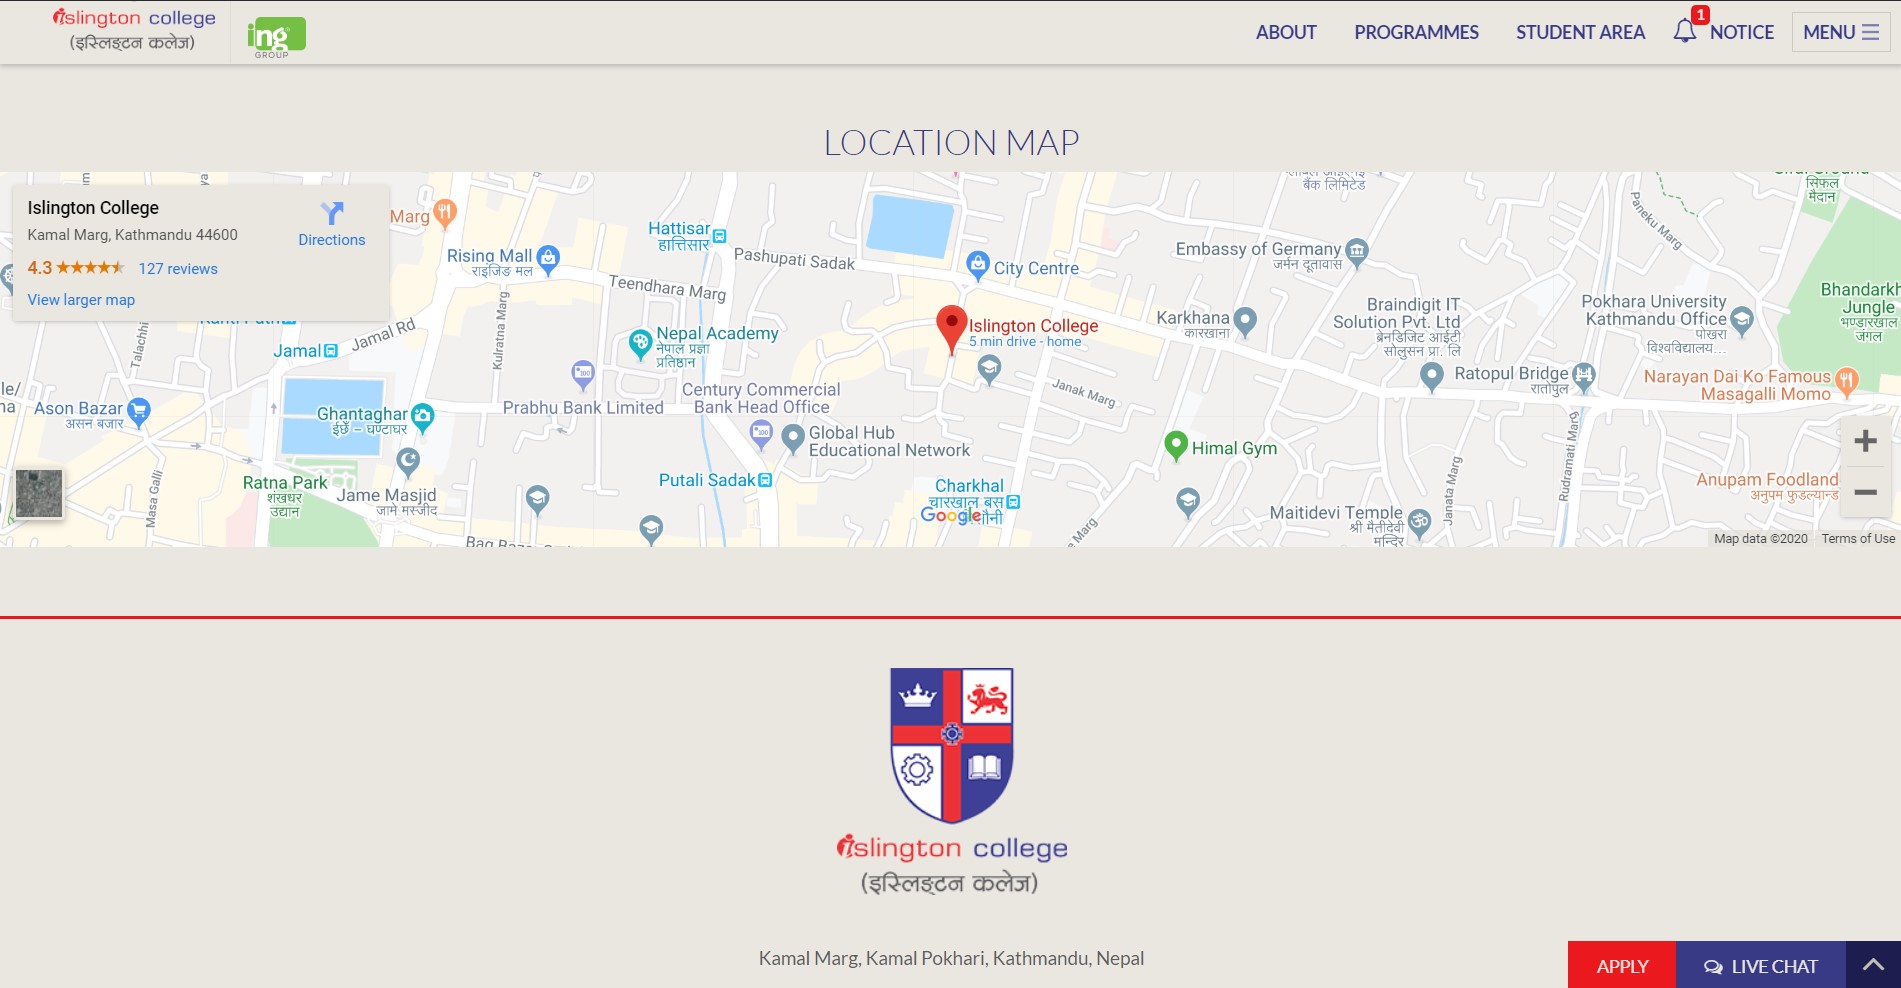 islington college
(इस्लिङ्टन कलेज)
ing
GROUP
ABOUT
PROGRAMMES
STUDENT AREA
1
NOTICE
MENU
LOCATION MAP
Islington College
Kamal Marg, Kathmandu 44600
4.3
127 reviews
View larger map
Directions
Marg
Rising Mall
राइजिङ मल
Hattisar
हात्तिसार
Pashupati Sadak
Teendhara Marg
City Centre
Embassy of Germany
जर्मन दूतावास
बैंक लिमिटेड
Paneku Marg
सिफल
मैदान
Jamal Rd
Jamal
Kulratna Marg
Nepal Academy
नेपाल प्रज्ञा
प्रतिष्ठान
Islington College
5 min drive - home
Karkhana
कारखाना
Braindigit IT
Solution Pvt. Ltd
ब्रेनडिजिट आईटी
सोलुसन प्रा. लि
Pokhara University
Kathmandu Office
पोखरा
विश्वविद्यालय...
Bhandarkh
Jungle
भण्डारखाल
जंगल
Ason Bazar
असन बजार
Ghantaghar
Prabhu Bank Limited
Century Commercial
Bank Head Office
Janak Marg
Ratopul Bridge
रातोपुल
Narayan Dai Ko Famous
Masagalli Momo
Global Hub
Educational Network
Himal Gym
Masa Galli
Ratna Park
शंखधर
उद्यान
Jame Masjid
जामे मस्जीद
Putali Sadak
Charkhal
चारखाल बस
Google
Maitidevi Temple
श्री मैतीदेवी
मन्दिर
Janata Marg
Rudramati Marg
Anupam Foodland
अनुपम फुडल्यान्ड
e Marg
Map data ©2020
Terms of Use
islington college
(इस्लिङ्टन कलेज)
Kamal Marg, Kamal Pokhari, Kathmandu, Nepal
APPLY
LIVE CHAT